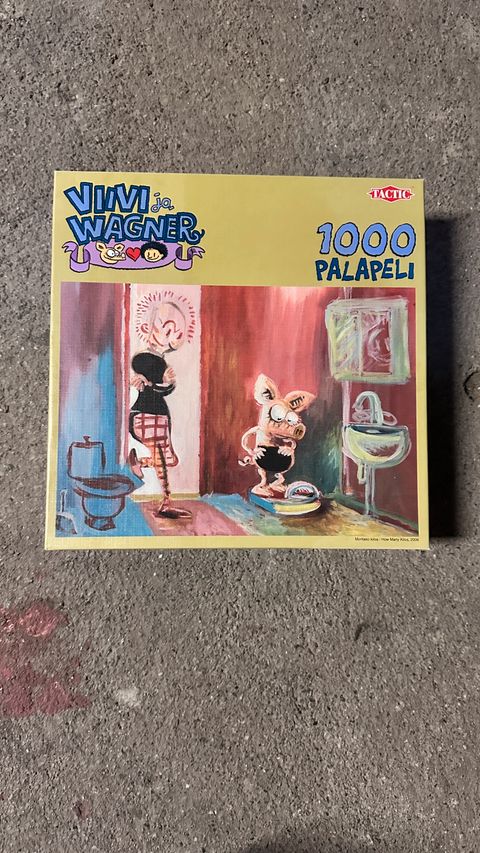 VIIVI ja
WAGNER
TACTIC
1000
PALAPELI
Montako kiloa / How Many Kilos, 2006